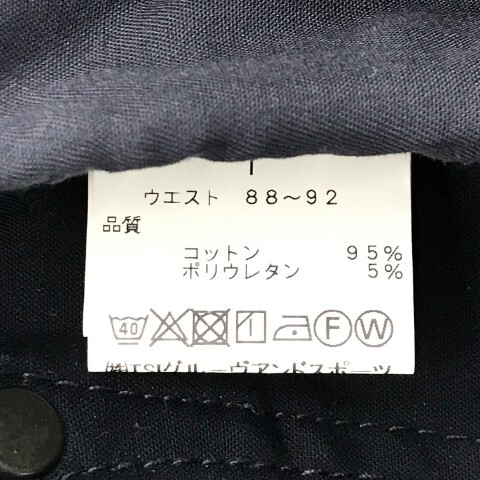 ウエスト 88～92
品質
コットン 95%
ポリウレタン 5%
40 F W
㈱TSIグルーヴアンドスポーツ